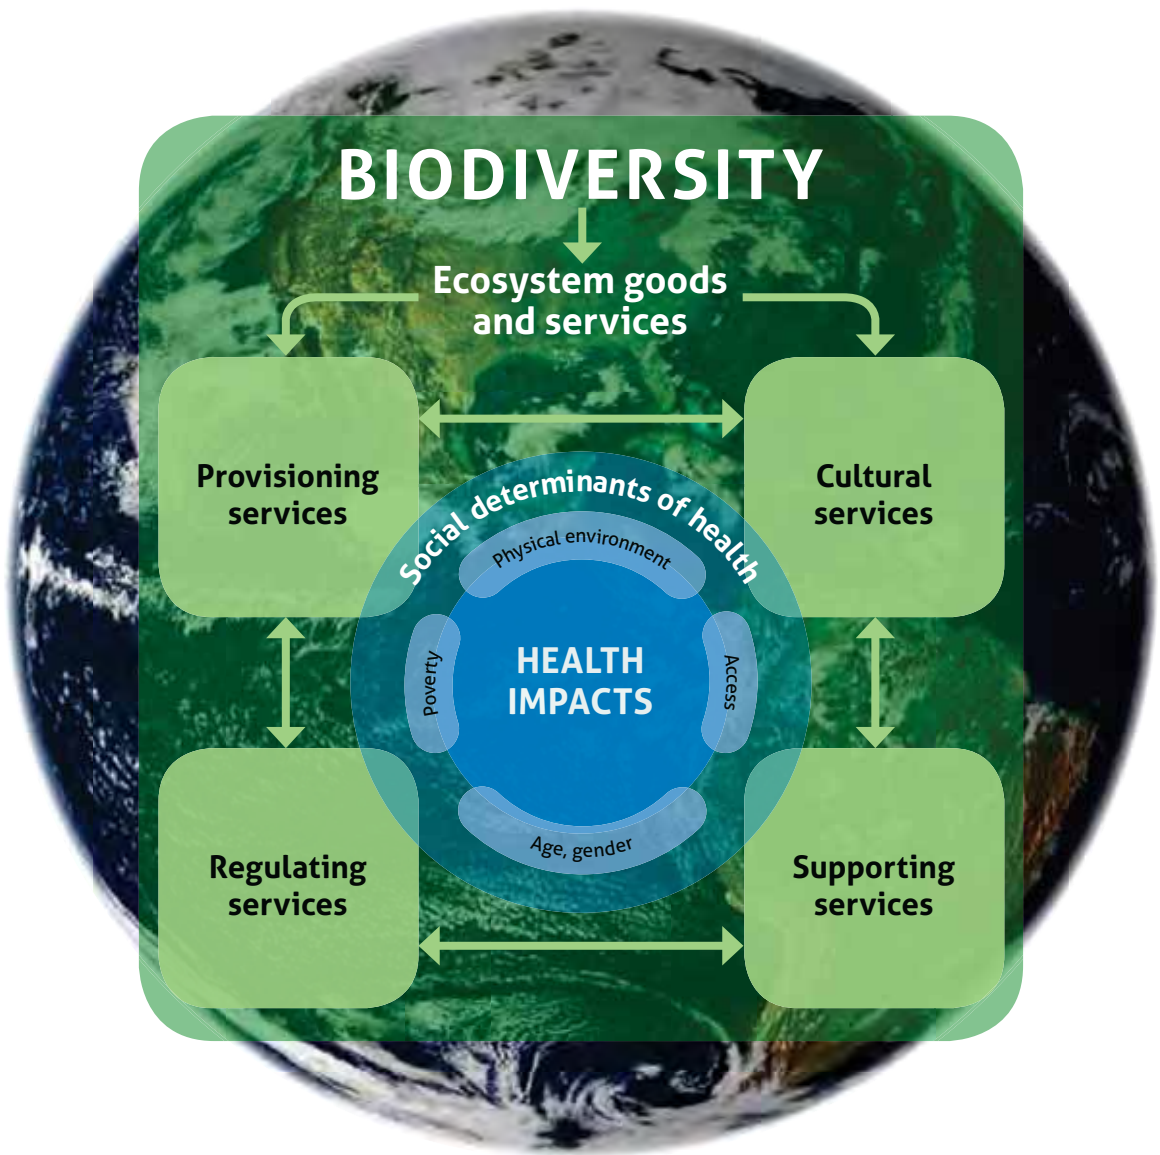 BIODIVERSITY
Ecosystem goods
and services
Provisioning
services
Cultural
services
Social determinants of health
Physical environment
Poverty
HEALTH
IMPACTS
Access
Age, gender
Regulating
services
Supporting
services